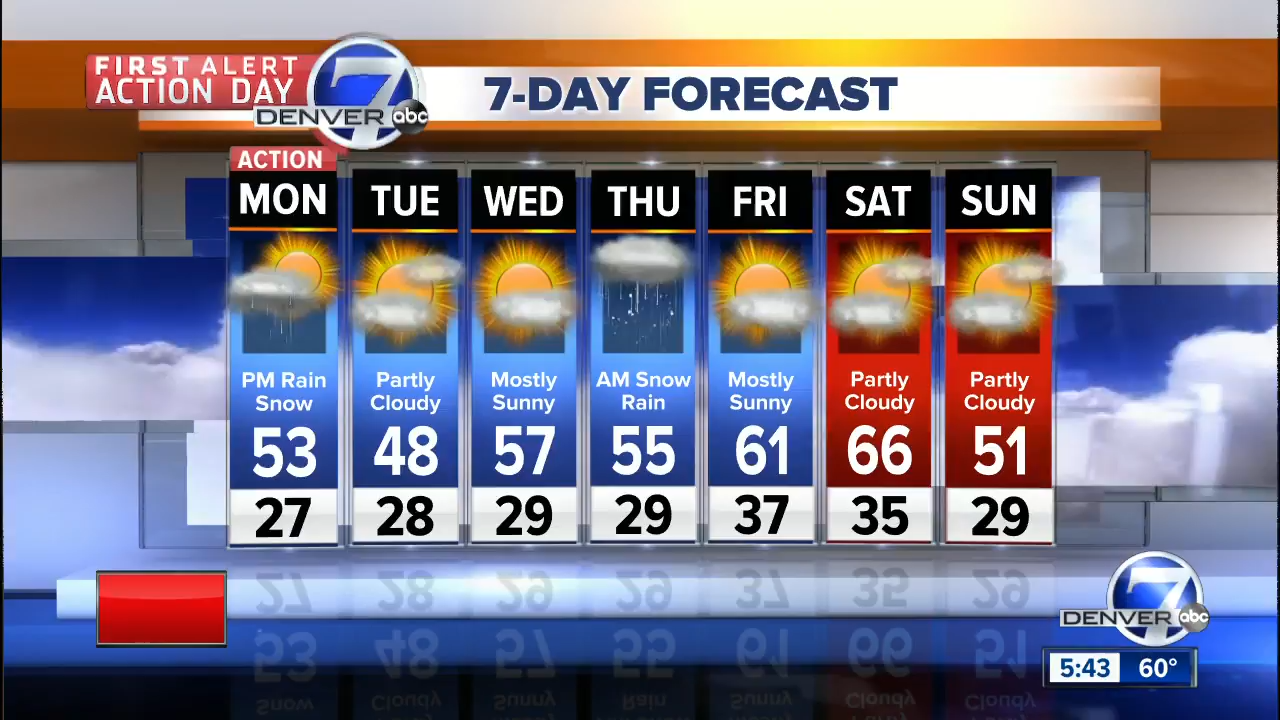 FIRST ALERT
ACTION DAY
7
DENVER abc
7-DAY FORECAST
ACTION
MON TUE WED THU FRI SAT SUN
PM Rain Partly Mostly AM Snow Mostly Partly Partly
Snow Cloudy Sunny Rain Sunny Cloudy Cloudy
53 48 57 55 61 66 51
27 28 29 29 37 35 29
7
DENVER abc
5:43 60°